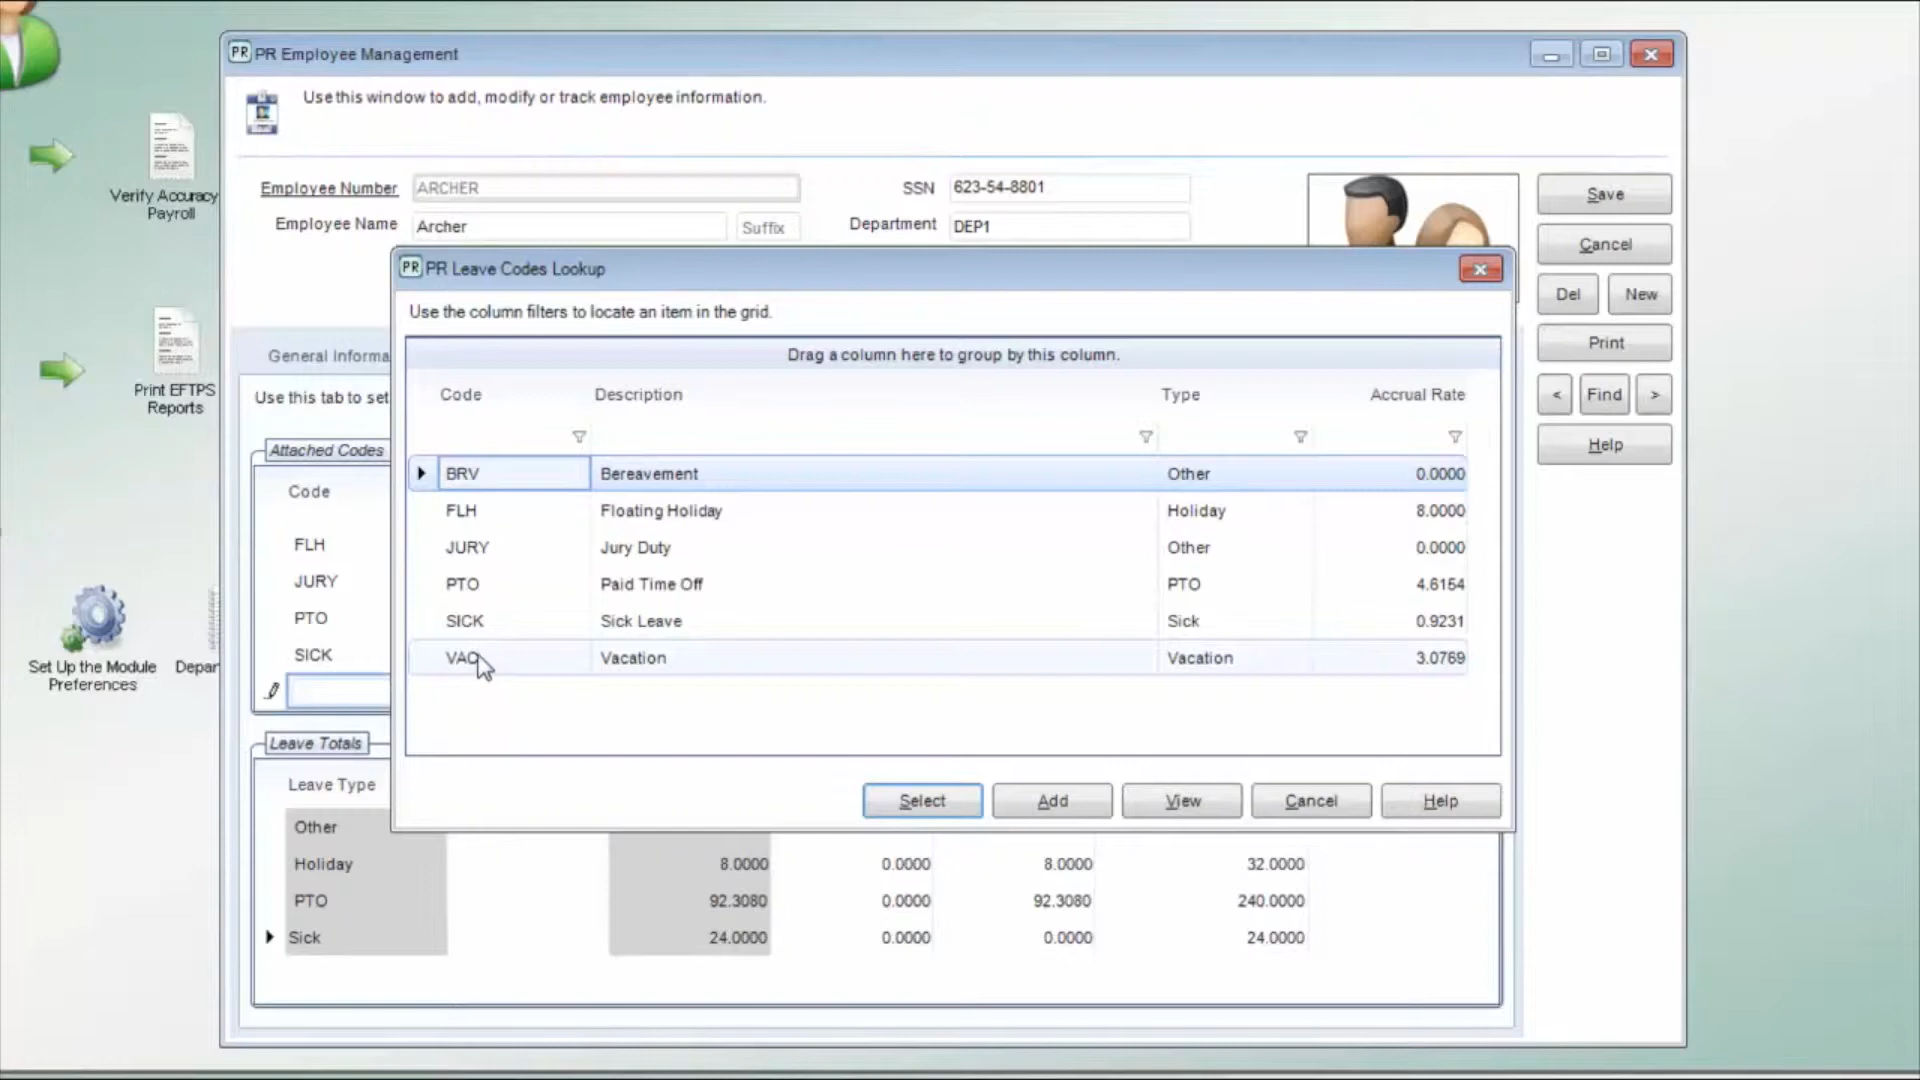 PR PR Employee Management
Use this window to add, modify or track employee information.
Employee Number ARCHER SSN 623-54-8801 Save
Employee Name Archer Suffix Department DEP1
Cancel
Verify Accuracy
Payroll
PR PR Leave Codes Lookup
Use the column filters to locate an item in the grid. Del New
General Informa Drag a column here to group by this column. Print
Use this tab to set Code Description Type Accrual Rate < Find >
Print EFTPS
Reports
Attached Codes Help
BRV Bereavement Other 0.0000
Code
FLH Floating Holiday Holiday 8.0000
FLH JURY Jury Duty Other 0.0000
JURY PTO Paid Time Off PTO 4.6154
PTO SICK Sick Leave Sick 0.9231
SICK VAC Vacation Vacation 3.0769
Set Up the Module
Preferences
Depar
Leave Totals
Leave Type Select Add View Cancel Help
Other
Holiday 8.0000 0.0000 8.0000 32.0000
PTO 92.3080 0.0000 92.3080 240.0000
Sick 24.0000 0.0000 0.0000 24.0000